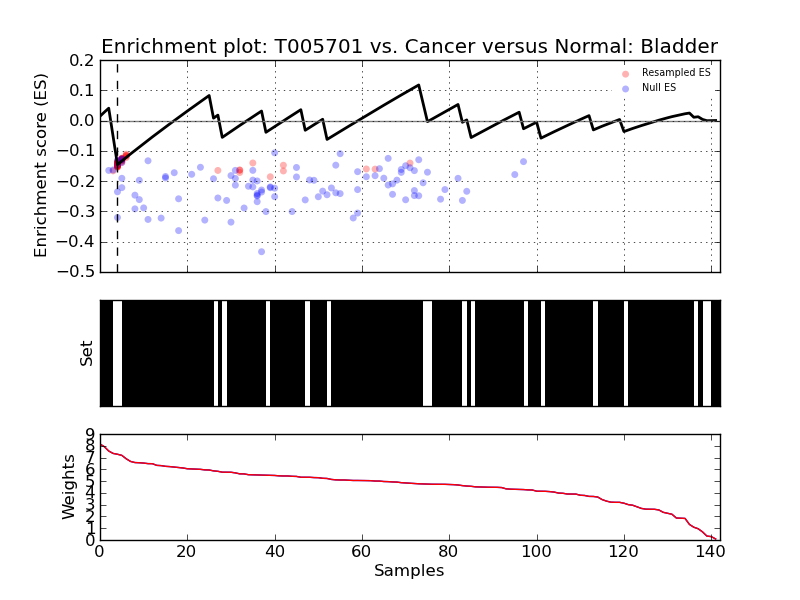 Enrichment plot: T005701 vs. Cancer versus Normal: Bladder
Enrichment score (ES)
0.2
0.1
0.0
−0.1
−0.2
−0.3
−0.4
−0.5
Resampled ES
Null ES
Set
Weights
9
8
7
6
5
4
3
2
1
0
0 20 40 60 80 100 120 140
Samples